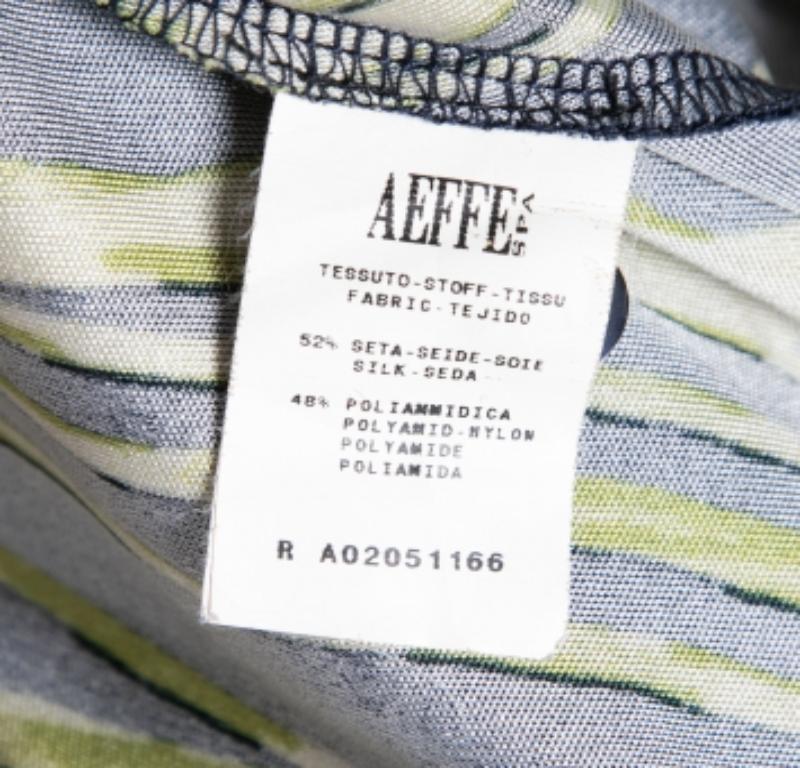 AEFFE SPA
TESSUTO-STOFF-TISSU
FABRIC-TEJIDO
52% SETA-SEIDE-SOIE
SILK-SEDA
48% POLIAMMIDICA
POLYAMID-NYLON
POLYAMIDE
POLIAMIDA
R A02051166